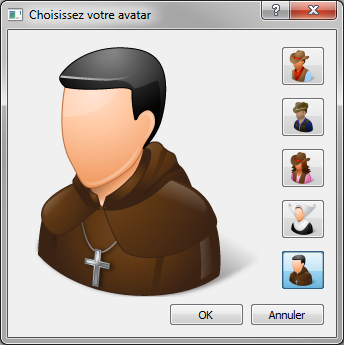 Choisissez votre avatar
OK
Annuler